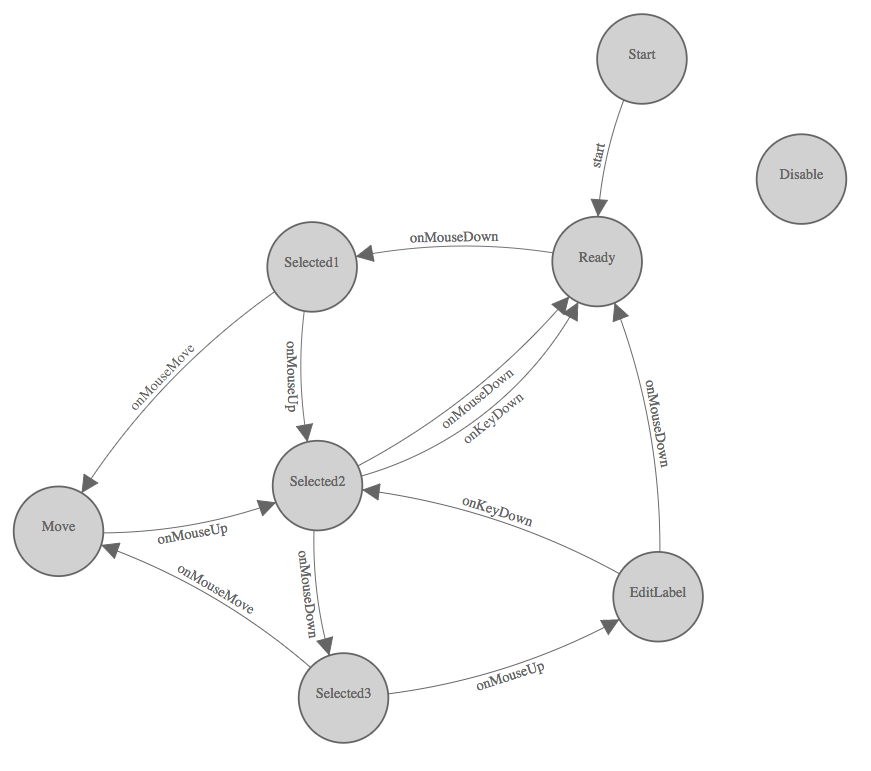 Start
start
Disable
onMouseDown
Ready
Selected1
onMouseMove
onMouseUp
onMouseDown
onKeyDown
onMouseDown
Selected2
onKeyDown
Move
onMouseUp
onMouseMove
onMouseDown
EditLabel
Selected3
onMouseUp